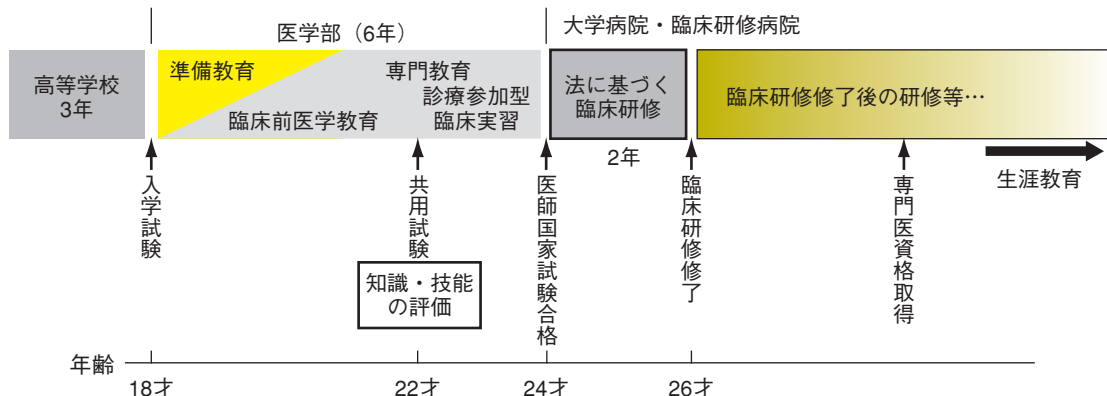 医学部（6年）
大学病院・臨床研修病院
高等学校
3年
準備教育
臨床前医学教育
専門教育
診療参加型
臨床実習
法に基づく
臨床研修
2年
臨床研修修了後の研修等…
生涯教育
入学試験
共用試験
知識・技能
の評価
医師国家試験合格
臨床研修修了
専門医資格取得
年齢
18才
22才
24才
26才